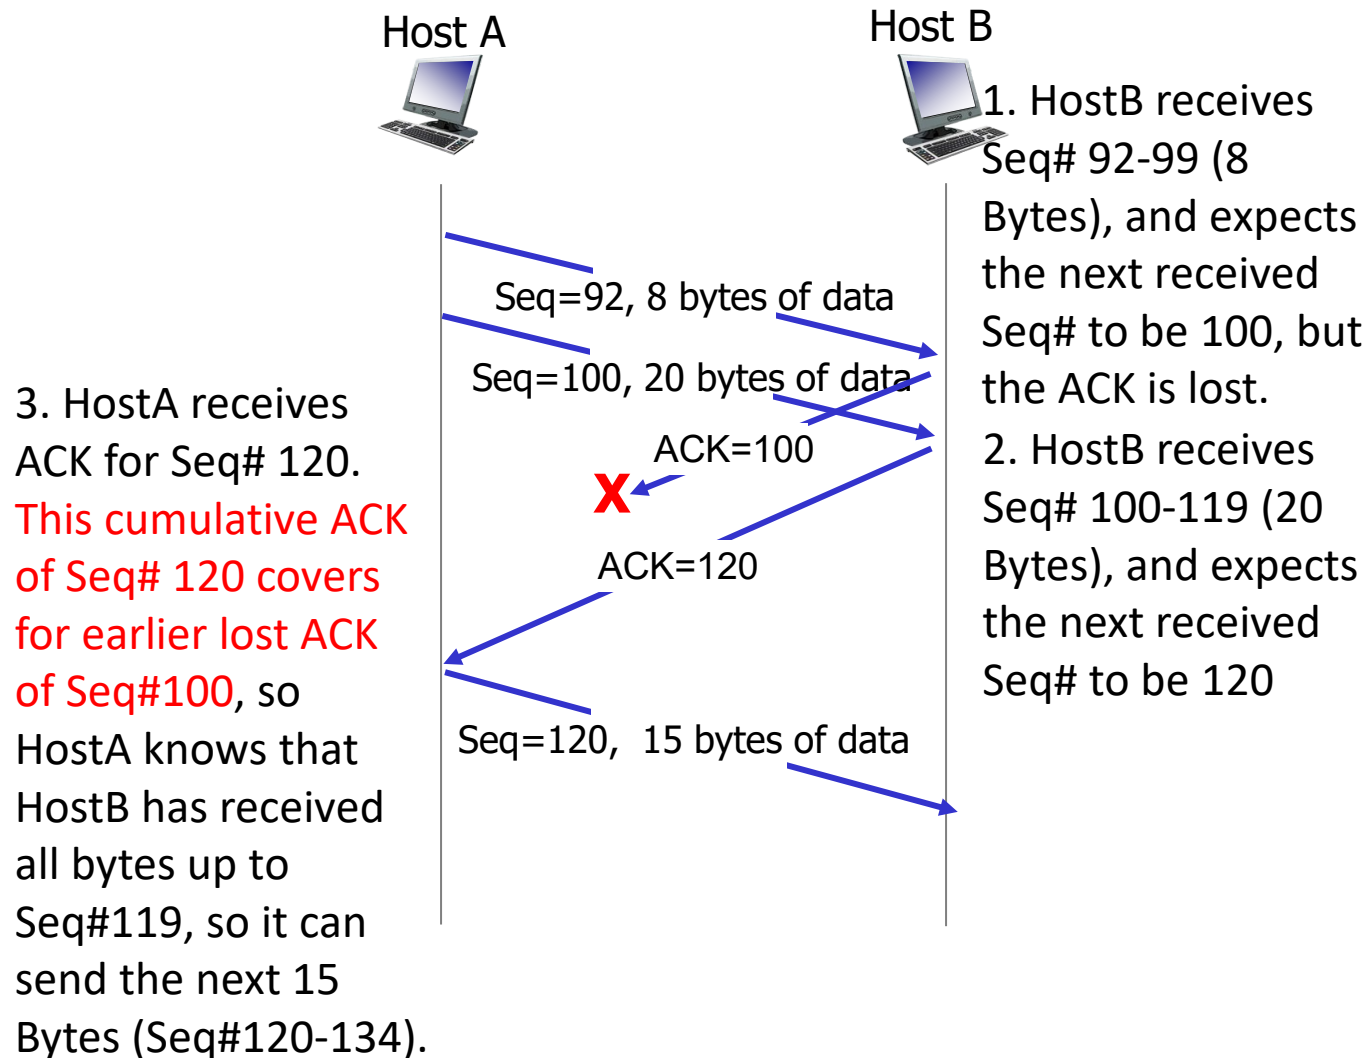 Host A
Host B
1. HostB receives
Seq# 92-99 (8
Bytes), and expects
the next received
Seq# to be 100, but
the ACK is lost.
2. HostB receives
Seq# 100-119 (20
Bytes), and expects
the next received
Seq# to be 120
Seq=92, 8 bytes of data
Seq=100, 20 bytes of data
ACK=100
X
ACK=120
Seq=120, 15 bytes of data
3. HostA receives
ACK for Seq# 120.
This cumulative ACK
of Seq# 120 covers
for earlier lost ACK
of Seq#100, so
HostA knows that
HostB has received
all bytes up to
Seq#119, so it can
send the next 15
Bytes (Seq#120-134).